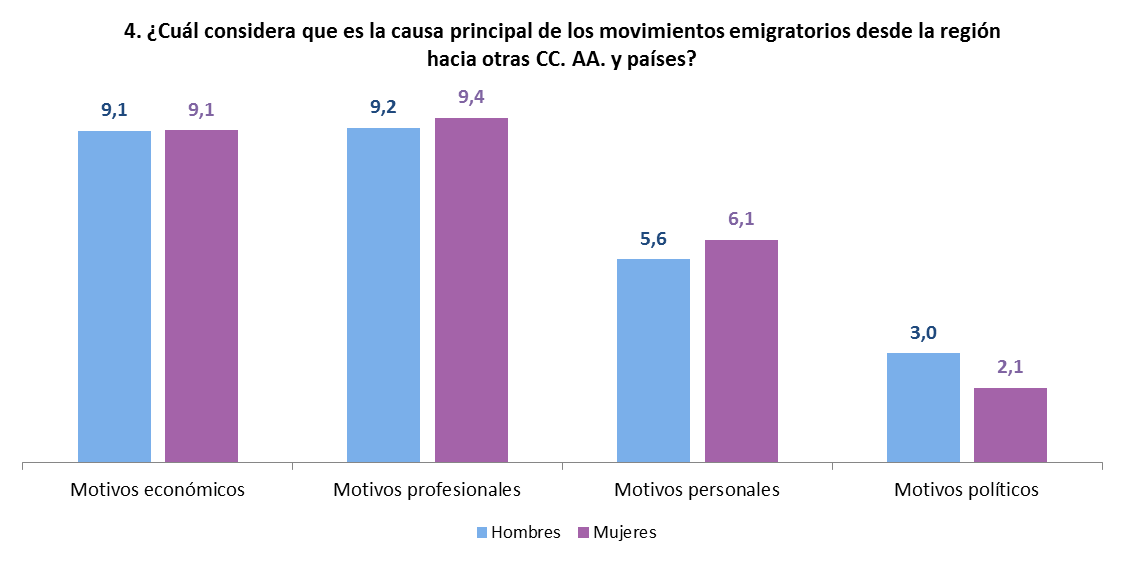 4. ¿Cuál considera que es la causa principal de los movimientos emigratorios desde la región
hacia otras CC. AA. y países?
9,1 9,1 9,2 9,4 5,6 6,1 3,0 2,1
Motivos económicos Motivos profesionales Motivos personales Motivos políticos
Hombres Mujeres